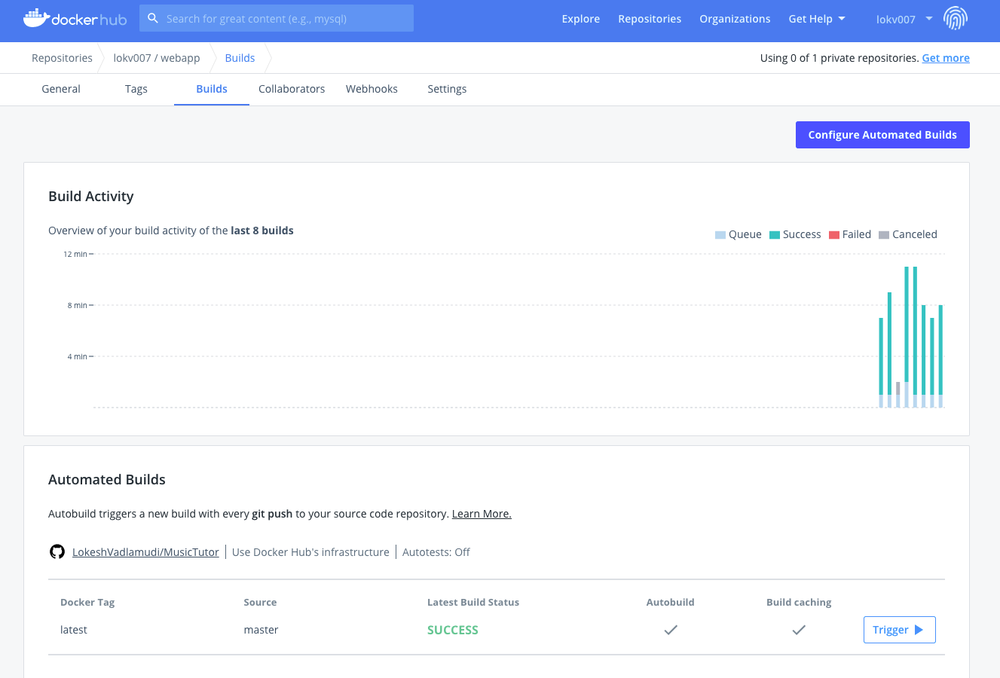 docker hub Search for great content (e.g., mysql) Explore Repositories Organizations Get Help lokv007
Repositories lokv007 / webapp Builds Using 0 of 1 private repositories. Get more
General Tags Builds Collaborators Webhooks Settings
Configure Automated Builds
Build Activity
Overview of your build activity of the last 8 builds
Queue Success Failed Canceled
12 min
8 min
4 min
Automated Builds
Autobuild triggers a new build with every git push to your source code repository. Learn More.
LokeshVadlamudi/MusicTutor Use Docker Hub's infrastructure Autotests: Off
Docker Tag Source Latest Build Status Autobuild Build caching
latest master SUCCESS Trigger